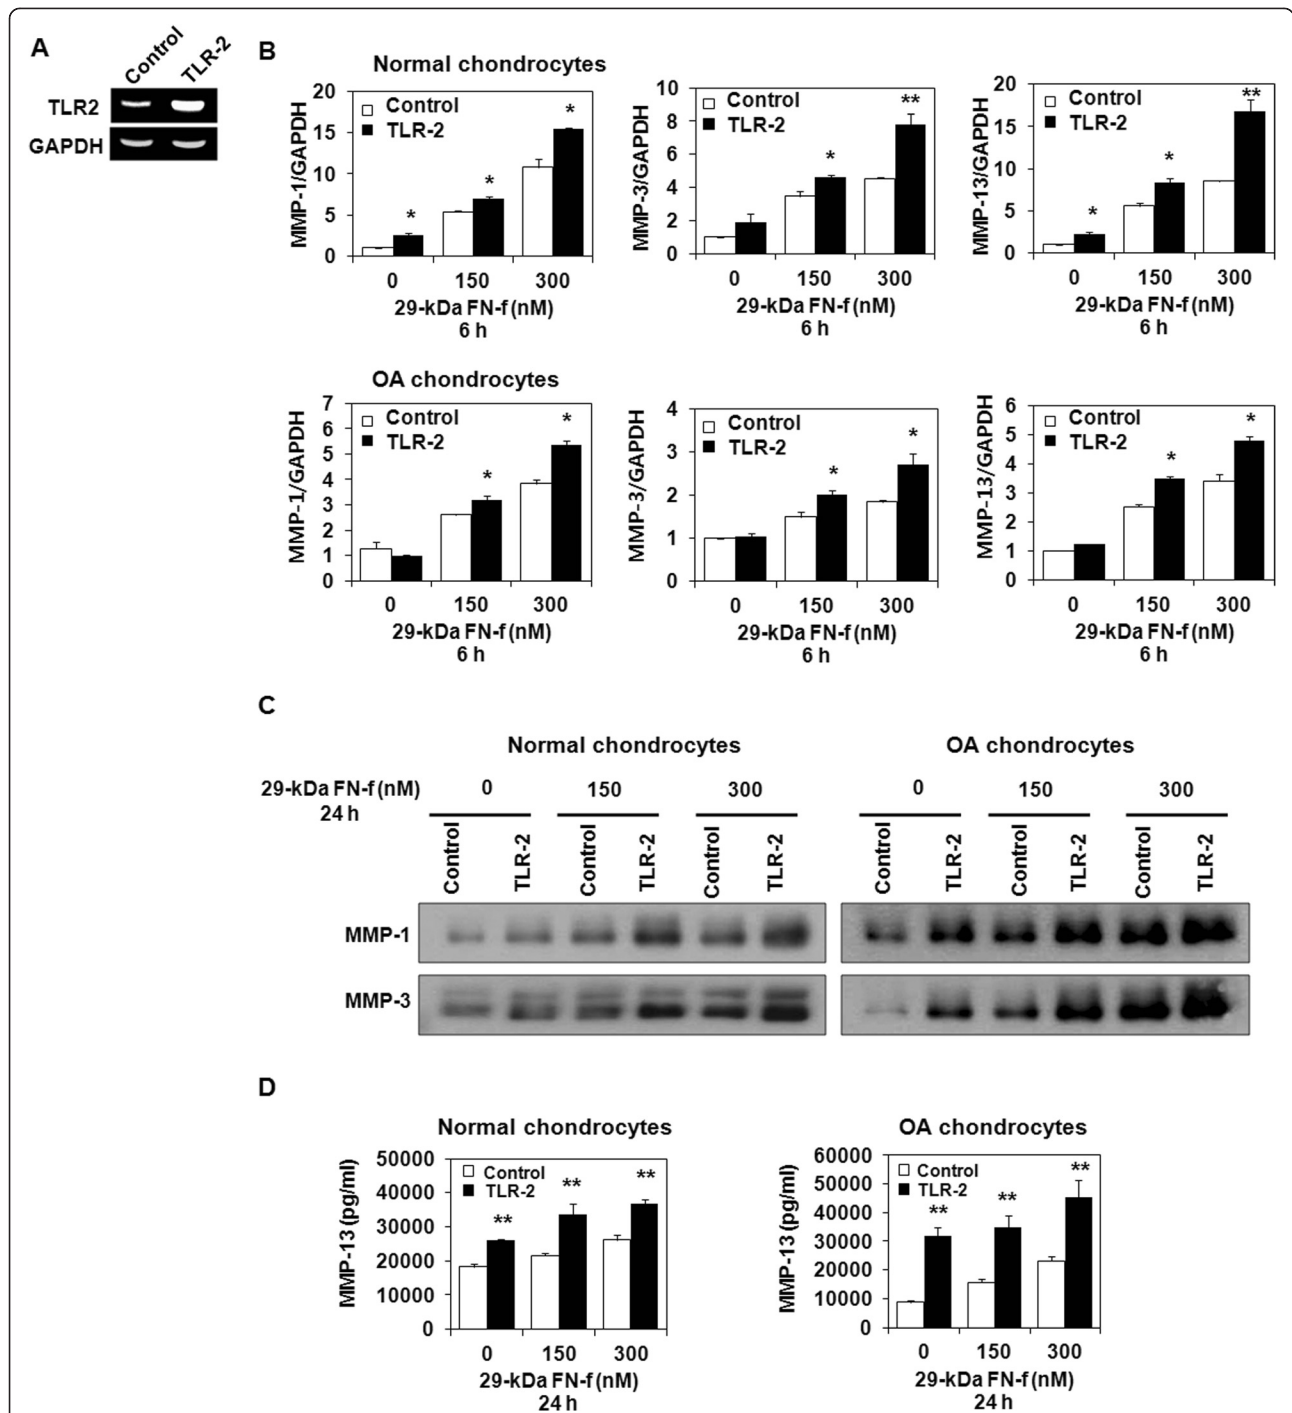 A
Control
TLR-2
TLR2
GAPDH
B
Normal chondrocytes
MMP-1/GAPDH
20
15
10
5
0
Control
TLR-2
*
*
*
0 150 300
29-kDa FN-f (nM)
6 h
MMP-3/GAPDH
10
8
6
4
2
0
Control
TLR-2
*
**
0 150 300
29-kDa FN-f (nM)
6 h
MMP-13/GAPDH
20
15
10
5
0
Control
TLR-2
*
*
**
0 150 300
29-kDa FN-f (nM)
6 h
OA chondrocytes
MMP-1/GAPDH
7
6
5
4
3
2
1
0
Control
TLR-2
*
*
0 150 300
29-kDa FN-f (nM)
6 h
MMP-3/GAPDH
4
3
2
1
0
Control
TLR-2
*
*
0 150 300
29-kDa FN-f (nM)
6 h
MMP-13/GAPDH
6
5
4
3
2
1
0
Control
TLR-2
*
*
0 150 300
29-kDa FN-f (nM)
6 h
C
Normal chondrocytes
OA chondrocytes
29-kDa FN-f (nM) 0 150 300 0 150 300
24 h
Control TLR-2 Control TLR-2 Control TLR-2 Control TLR-2 Control TLR-2 Control TLR-2
MMP-1
MMP-3
D
Normal chondrocytes
MMP-13 (pg/ml)
50000
40000
30000
20000
10000
0
Control
TLR-2
**
**
**
0 150 300
29-kDa FN-f (nM)
24 h
OA chondrocytes
MMP-13 (pg/ml)
60000
50000
40000
30000
20000
10000
0
Control
TLR-2
**
**
**
0 150 300
29-kDa FN-f (nM)
24 h